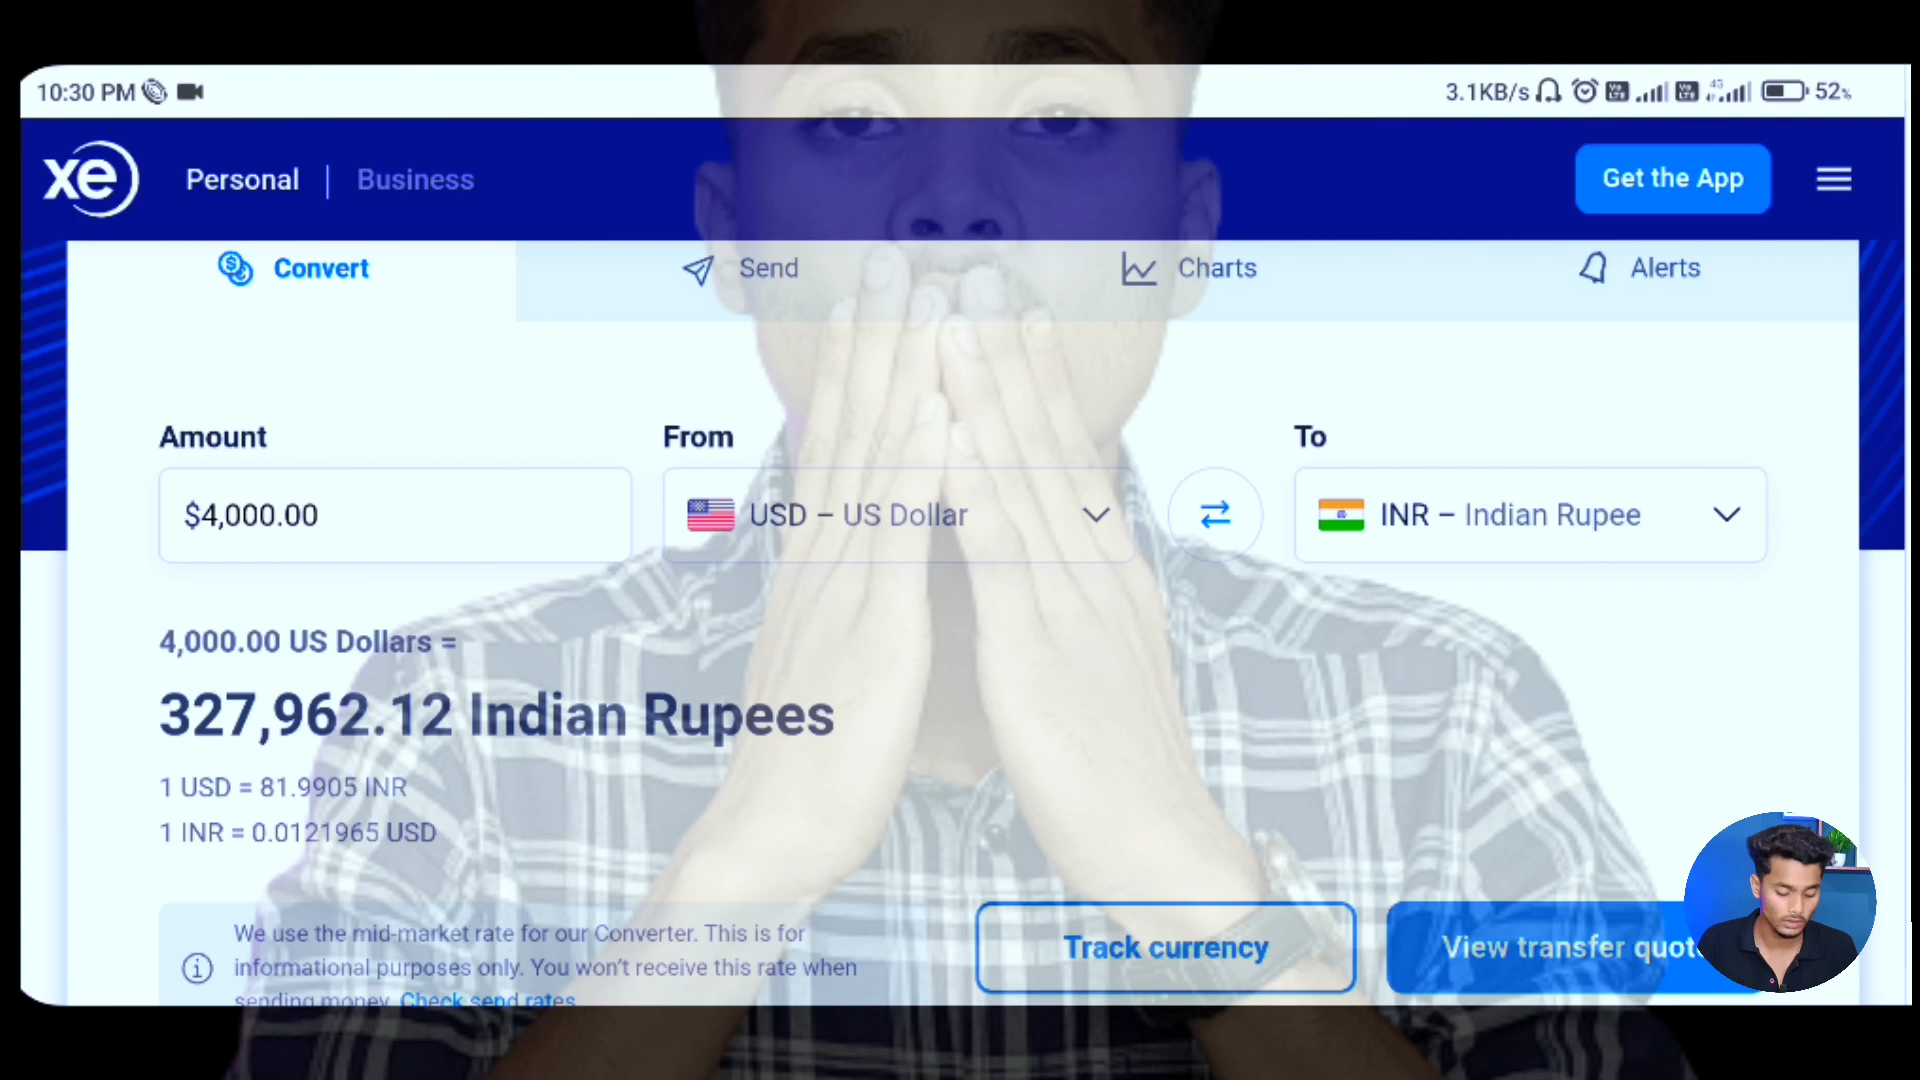 10:30 PM
3.1KB/s 4G 52%
xe Personal | Business Get the App
Convert Send Charts Alerts
Amount From To
$4,000.00 USD – US Dollar INR – Indian Rupee
4,000.00 US Dollars =
327,962.12 Indian Rupees
1 USD = 81.9905 INR
1 INR = 0.0121965 USD
We use the mid-market rate for our Converter. This is for
informational purposes only. You won't receive this rate when
sending money. Check send rates
Track currency View transfer quot